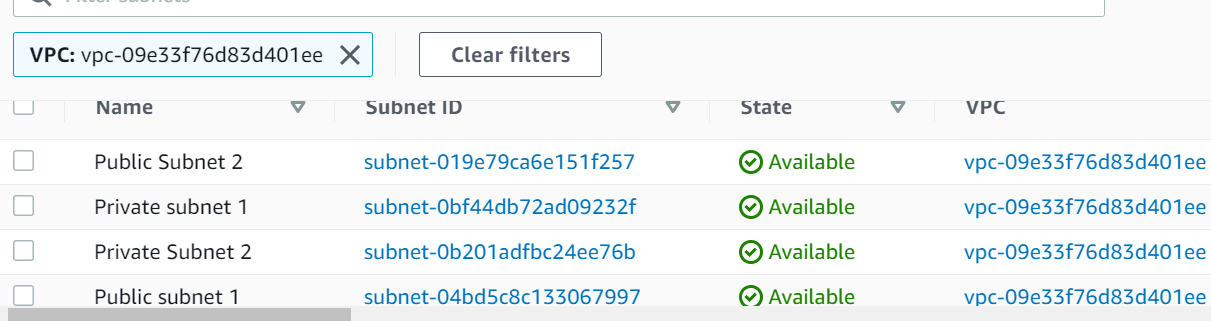 Filter subnets
VPC: vpc-09e33f76d83d401ee Clear filters
Name Subnet ID State VPC
Public Subnet 2 subnet-019e79ca6e151f257 Available vpc-09e33f76d83d401ee
Private subnet 1 subnet-0bf44db72ad09232f Available vpc-09e33f76d83d401ee
Private Subnet 2 subnet-0b201adfbc24ee76b Available vpc-09e33f76d83d401ee
Public subnet 1 subnet-04bd5c8c133067997 Available vpc-09e33f76d83d401ee